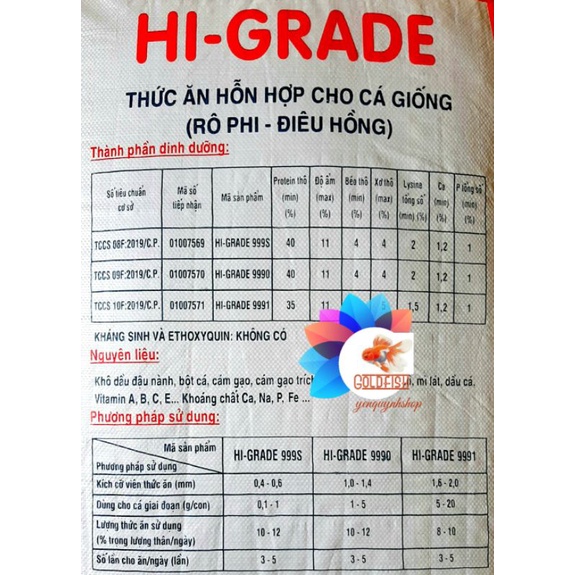 HI-GRADE
THỨC ĂN HỖN HỢP CHO CÁ GIỐNG
(RÔ PHI - ĐIÊU HỒNG)
Thành phần dinh dưỡng:
Số tiêu chuẩn cơ sở Mã số tiếp nhận Mã sản phẩm Protein thô (min) (%) Độ ẩm (max) (%) Béo thô (min) (%) Xơ thô (max) (%) Lysine tổng số (min) (%) Ca (min) (%) P tổng số (min) (%)
TCCS 08F:2019/C.P. 01007569 HI-GRADE 999S 40 11 4 4 2 1,2 1
TCCS 09F:2019/C.P. 01007570 HI-GRADE 9990 40 11 4 4 2 1,2 1
TCCS 10F:2019/C.P. 01007571 HI-GRADE 9991 35 11 5 1,5 1,2 1
KHÁNG SINH VÀ ETHOXYQUIN: KHÔNG CÓ
Nguyên liệu:
Khô dầu đậu nành, bột cá, cám gạo, cám gạo trích mì lát, dầu cá.
Vitamin A, B, C, E... Khoáng chất Ca, Na, P, Fe ...
GOLDFISH
yenquynhshop
Phương pháp sử dụng:
Mã sản phẩm
Phương pháp sử dụng HI-GRADE 999S HI-GRADE 9990 HI-GRADE 9991
Kích cỡ viên thức ăn (mm) 0,4 - 0,6 1,0 - 1,4 1,6 - 2,0
Dùng cho cá giai đoạn (g/con) 0,1 - 1 1 - 5 5 - 20
Lượng thức ăn sử dụng (% trọng lượng thân/ngày) 10 - 12 10 - 12 8 - 10
Số lần cho ăn/ngày (lần) 3 - 5 3 - 5 3 - 5